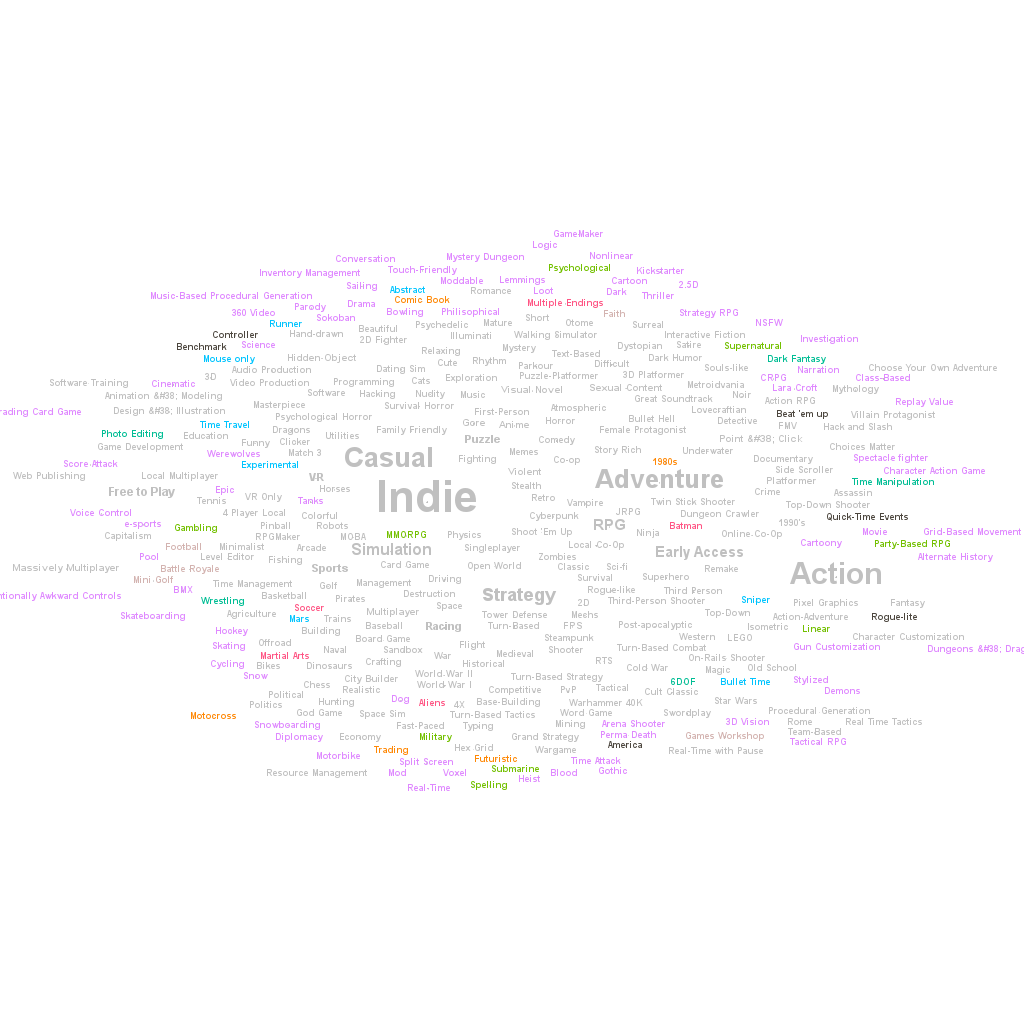 GameMaker
Logic
Conversation
Mystery Dungeon
Nonlinear
Inventory Management
Touch-Friendly
Psychological
Kickstarter
Sailing
Abstract
Moddable
Lemmings
Cartoon
2.5D
Music-Based Procedural Generation
Drama
Comic Book
Romance
Loot
Dark
Thriller
360 Video
Parody
Sokoban
Bowling
Philisophical
Multiple Endings
Faith
Strategy RPG
Runner
Beautiful
Psychedelic
Mature
Short
Otome
Surreal
NSFW
Controller
Hand-drawn
2D Fighter
Illuminati
Walking Simulator
Interactive Fiction
Benchmark
Science
Relaxing
Mystery
Dystopian
Satire
Supernatural
Investigation
Mouse only
Hidden-Object
Cute
Rhythm
Text-Based
Dark Humor
Dark Fantasy
Audio Production
Dating Sim
Parkour
Difficult
Souls-like
Narration
Choose Your Own Adventure
Software Training
Cinematic
3D
Video Production
Programming
Cats
Exploration
Puzzle-Platformer
3D Platformer
Metroidvania
CRPG
Class-Based
Animation &#38; Modeling
Software
Hacking
Nudity
Music
Visual-Novel
Sexual Content
Noir
Lara Croft
Mythology
rading Card Game
Design &#38; Illustration
Masterpiece
Survival Horror
First-Person
Atmospheric
Great Soundtrack
Lovecraftian
Action RPG
Replay Value
Time Travel
Psychological Horror
Gore
Anime
Horror
Bullet Hell
Detective
Beat 'em up
Villain Protagonist
Photo Editing
Education
Dragons
Utilities
Family Friendly
Puzzle
Female Protagonist
Point &#38; Click
FMV
Hack and Slash
Game Development
Funny
Clicker
Match 3
Casual
Fighting
Memes
Comedy
Story Rich
Underwater
Choices Matter
Score-Attack
Werewolves
Experimental
Violent
Co-op
1980s
Documentary
Spectacle fighter
Web Publishing
Local Multiplayer
VR
Horses
Indie
Stealth
Adventure
Side Scroller
Character Action Game
Free to Play
Epic
VR Only
Tanks
Retro
Vampire
Twin Stick Shooter
Crime
Platformer
Time Manipulation
Tennis
Assassin
Voice Control
4 Player Local
Colorful
Cyberpunk
JRPG
Dungeon Crawler
Top-Down Shooter
e-sports
Gambling
Pinball
Robots
RPG
Batman
1990's
Quick-Time Events
Capitalism
RPGMaker
MOBA
MMORPG
Physics
Shoot 'Em Up
Ninja
Online-Co-Op
Movie
Grid-Based Movement
Football
Minimalist
Arcade
Simulation
Singleplayer
Local Co-Op
Early Access
Cartoony
Party-Based RPG
Pool
Level Editor
Fishing
Zombies
Alternate History
Massively-Multiplayer
Battle Royale
Sports
Card Game
Open World
Classic
Sci-fi
Remake
Action
Mini Golf
Time Management
Golf
Management
Driving
Survival
Superhero
ntionally Awkward Controls
BMX
Basketball
Pirates
Destruction
Strategy
Rogue-like
Third Person
Wrestling
Soccer
Space
2D
Third-Person Shooter
Sniper
Pixel Graphics
Fantasy
Skateboarding
Agriculture
Mars
Trains
Multiplayer
Tower Defense
Mechs
Top-Down
Action-Adventure
Rogue-lite
Hockey
Building
Baseball
Racing
Turn-Based
FPS
Post-apocalyptic
Isometric
Linear
Skating
Offroad
Naval
Board Game
Sandbox
Flight
Steampunk
Western
LEGO
Character Customization
Martial Arts
War
Medieval
Shooter
Turn-Based Combat
Gun Customization
Dungeons &#38; Drag
Cycling
Bikes
Dinosaurs
Crafting
Historical
RTS
Cold War
On-Rails Shooter
Snow
City Builder
World-War II
Turn-Based Strategy
Magic
Old School
Chess
Realistic
World-War I
Competitive
PvP
Tactical
6DOF
Bullet Time
Stylized
Political
Hunting
Dog
Aliens
4X
Base-Building
Warhammer 40K
Cult Classic
Star Wars
Demons
Politics
Motocross
God Game
Space Sim
Turn-Based Tactics
Word Game
Swordplay
Procedural Generation
Snowboarding
Fast-Paced
Typing
Mining
Arena Shooter
3D Vision
Rome
Real Time Tactics
Diplomacy
Economy
Military
Grand Strategy
Perma Death
Games Workshop
Team-Based
Motorbike
Trading
Hex Grid
Wargame
America
Real-Time with Pause
Tactical RPG
Split Screen
Futuristic
Time Attack
Resource Management
Mod
Voxel
Submarine
Blood
Gothic
Heist
Real-Time
Spelling